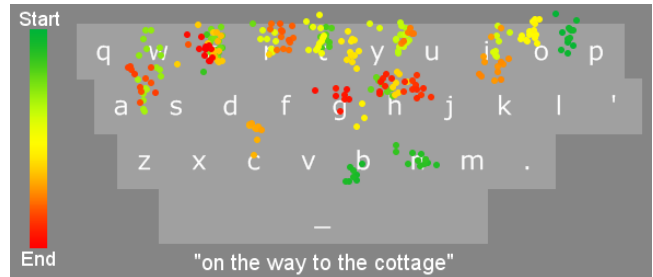 Start
q w e r t y u i o p
a s d f g h j k l '
z x c v b n m .
_
End
"on the way to the cottage"